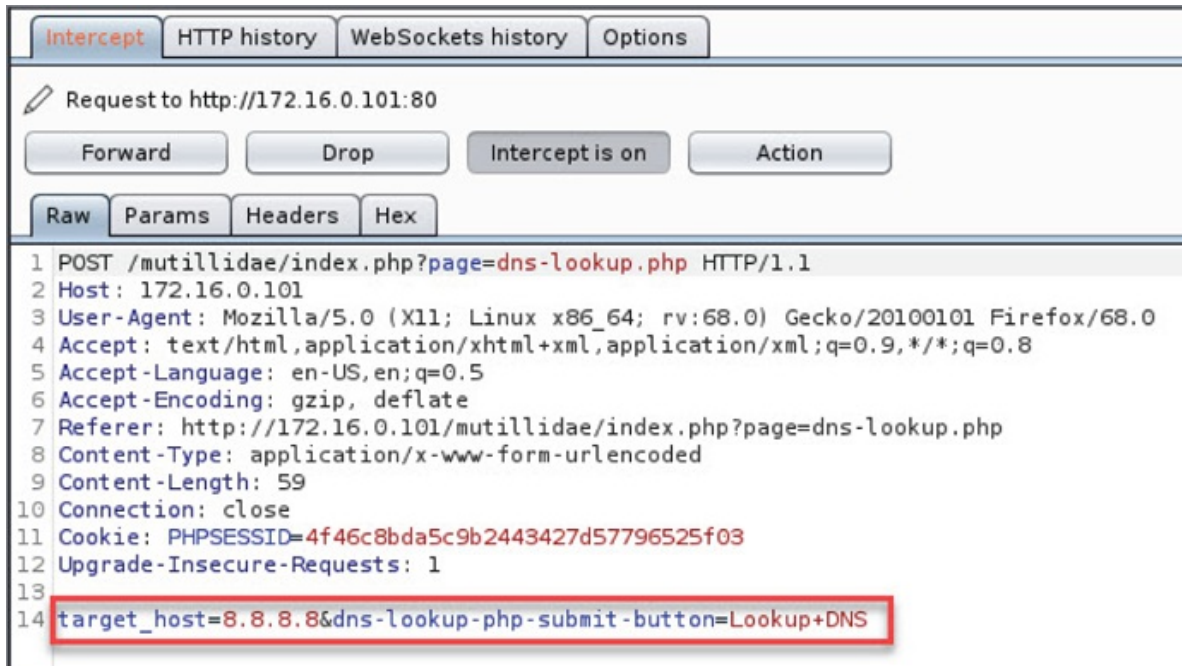 Intercept HTTP history WebSockets history Options
Request to http://172.16.0.101:80
Forward Drop Intercept is on Action
Raw Params Headers Hex
1 POST /mutillidae/index.php?page=dns-lookup.php HTTP/1.1
2 Host: 172.16.0.101
3 User-Agent: Mozilla/5.0 (X11; Linux x86_64; rv:68.0) Gecko/20100101 Firefox/68.0
4 Accept: text/html,application/xhtml+xml,application/xml;q=0.9,*/*;q=0.8
5 Accept-Language: en-US,en;q=0.5
6 Accept-Encoding: gzip, deflate
7 Referer: http://172.16.0.101/mutillidae/index.php?page=dns-lookup.php
8 Content-Type: application/x-www-form-urlencoded
9 Content-Length: 59
10 Connection: close
11 Cookie: PHPSESSID=4f46c8bda5c9b2443427d57796525f03
12 Upgrade-Insecure-Requests: 1
13
14 target_host=8.8.8.8&dns-lookup-php-submit-button=Lookup+DNS